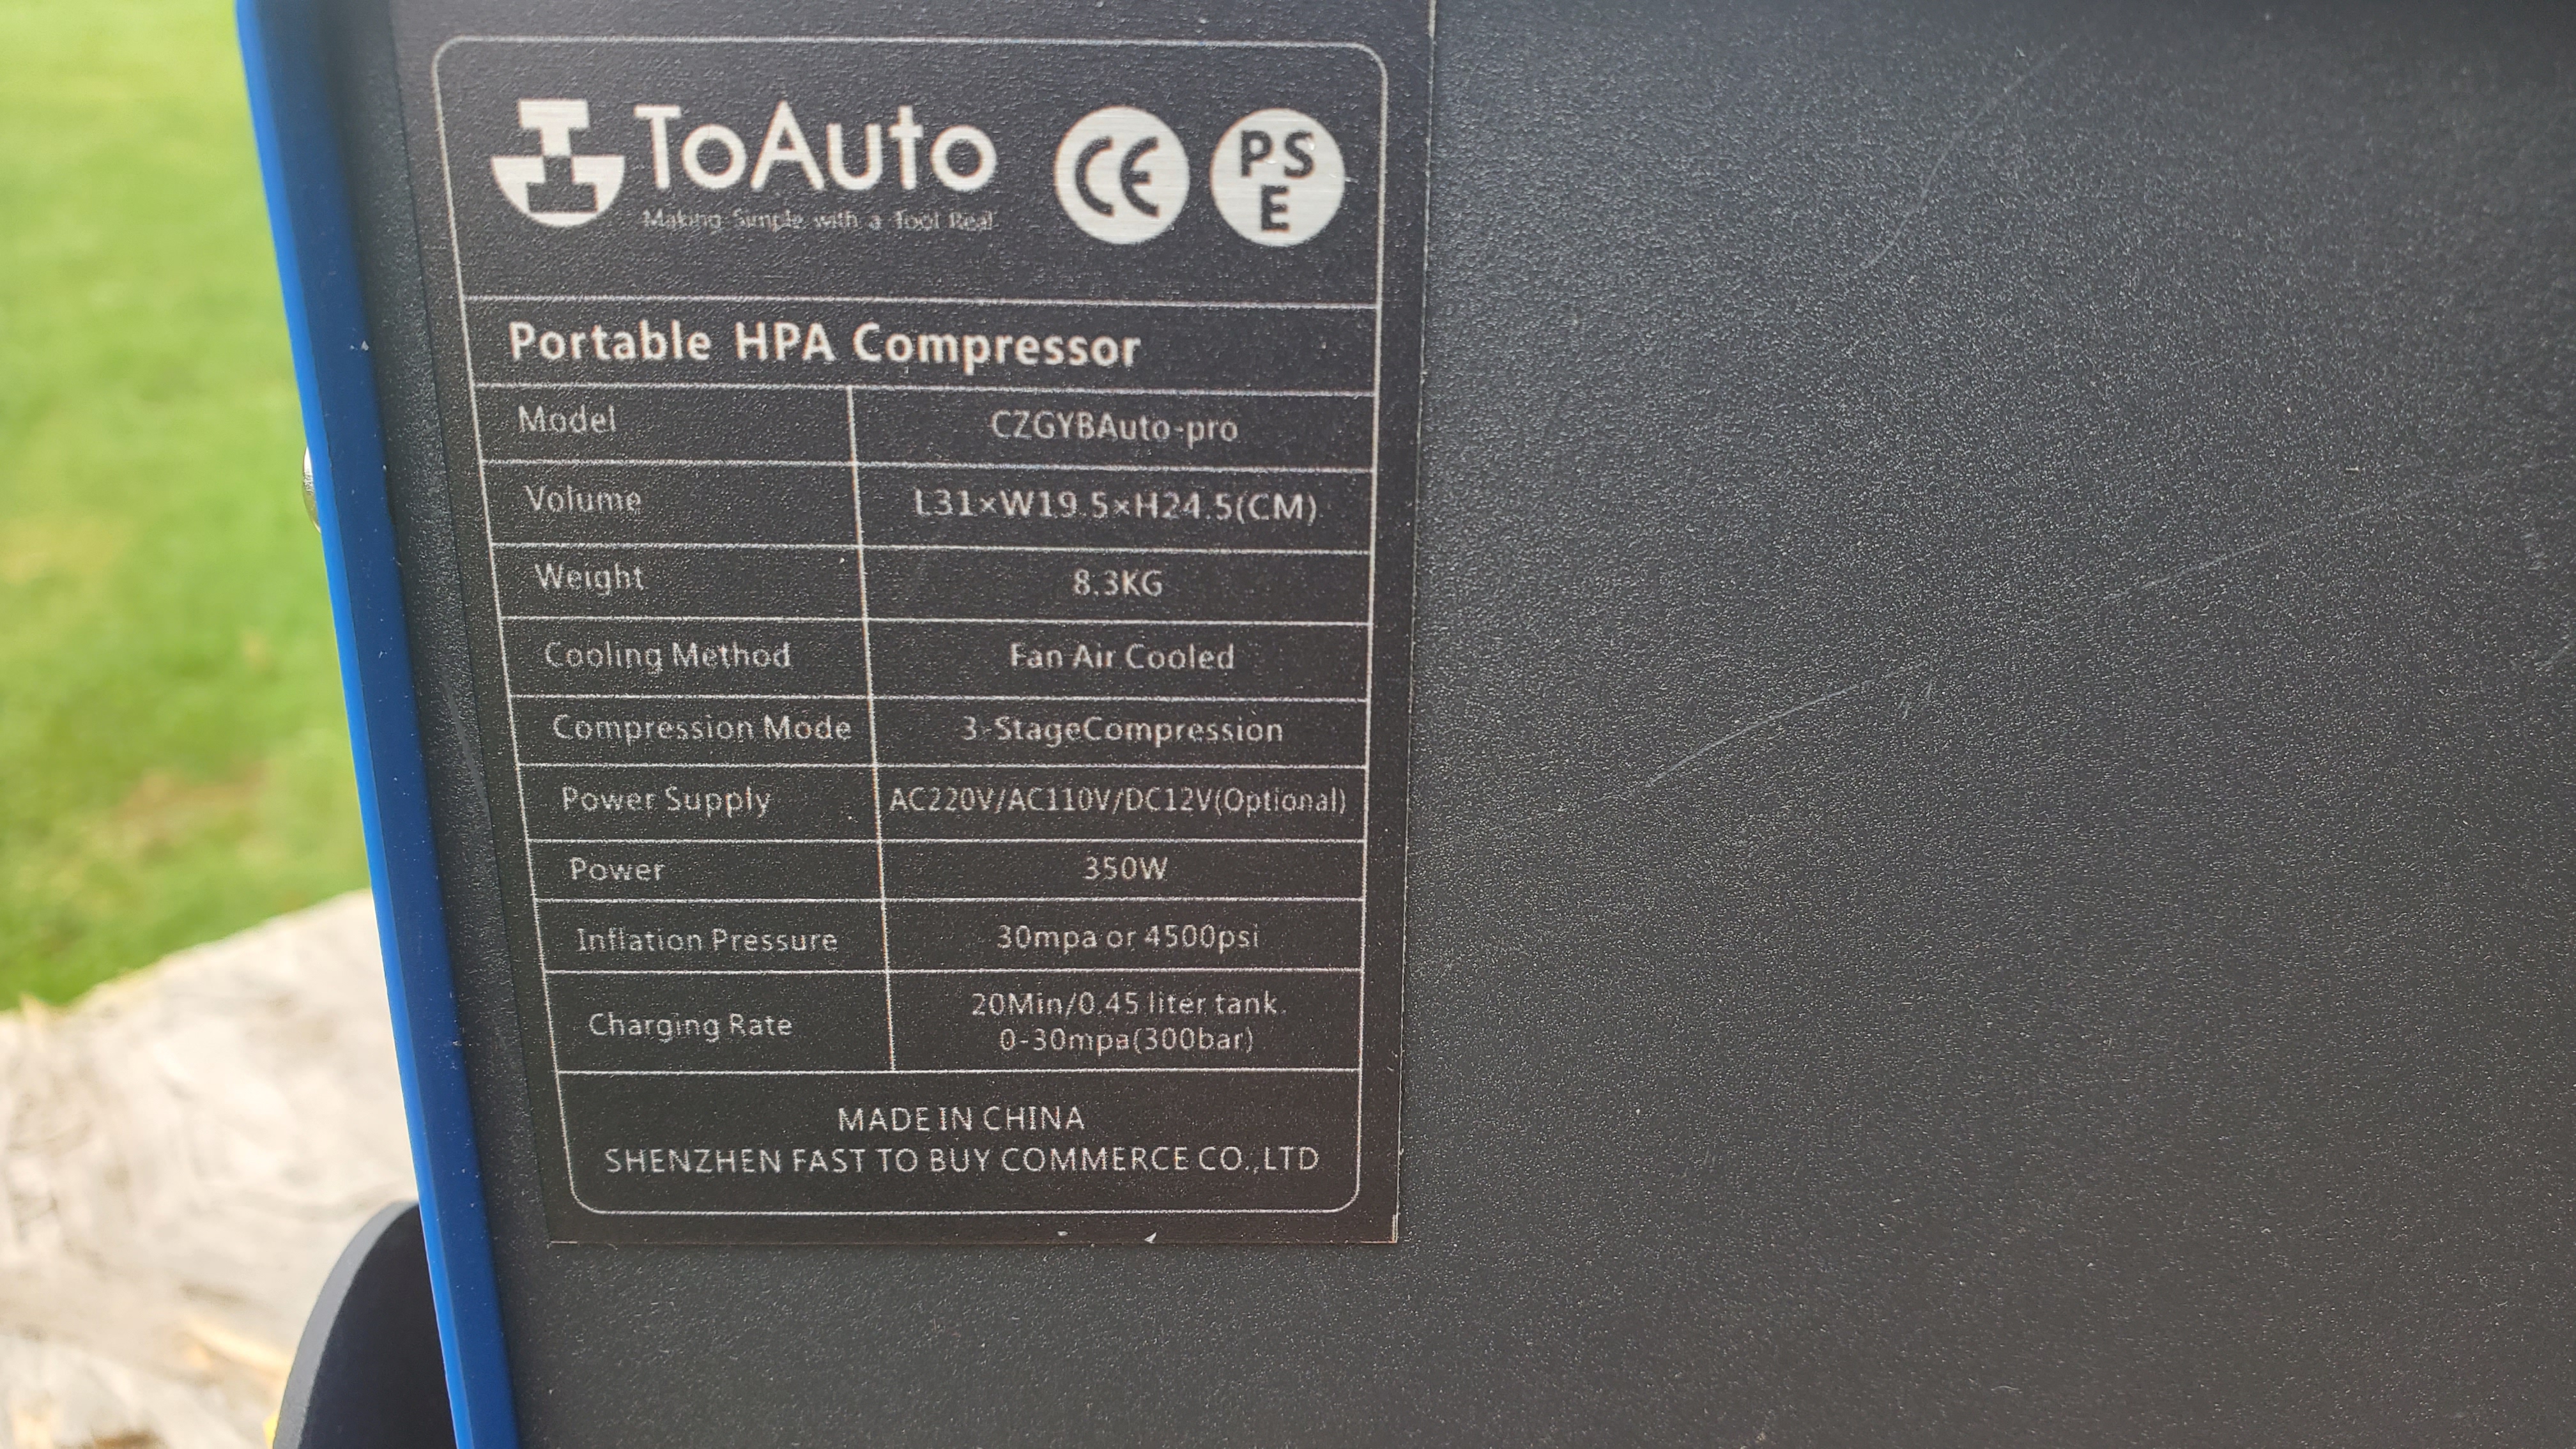 ToAuto
Making Simple with a Tool Real
CE
PS
E
Portable HPA Compressor
Model CZGYBAuto-pro
Volume L31×W19.5×H24.5(CM)
Weight 8.3KG
Cooling Method Fan Air Cooled
Compression Mode 3-StageCompression
Power Supply AC220V/AC110V/DC12V(Optional)
Power 350W
Inflation Pressure 30mpa or 4500psi
Charging Rate 20Min/0.45 liter tank.
0-30mpa(300bar)
MADE IN CHINA
SHENZHEN FAST TO BUY COMMERCE CO.,LTD